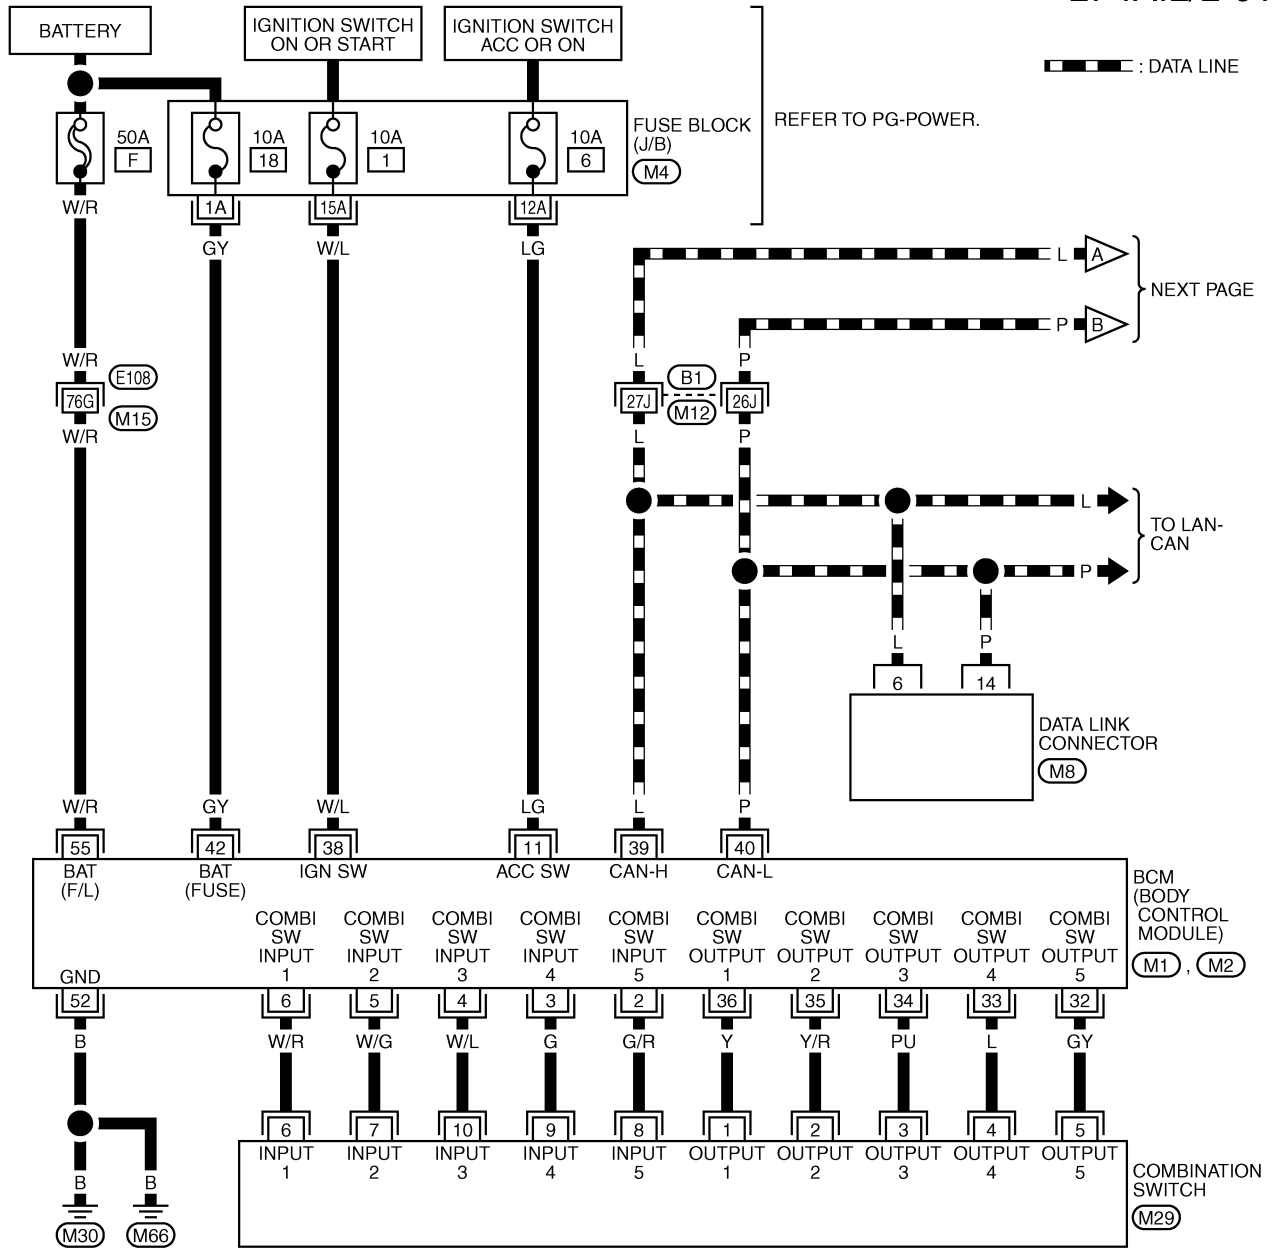 BATTERY
IGNITION SWITCH
ON OR START
IGNITION SWITCH
ACC OR ON
: DATA LINE
50A
F
10A
18
10A
1
10A
6
FUSE BLOCK
(J/B)
M4
REFER TO PG-POWER.
W/R
1A
15A
12A
GY
W/L
LG
L
A
NEXT PAGE
P
B
W/R
E108
L
B1
P
76G
27J
26J
M15
M12
W/R
L
P
L
TO LAN-
CAN
P
L
P
6
14
DATA LINK
CONNECTOR
M8
W/R
GY
W/L
LG
L
P
55
42
38
11
39
40
BAT
(F/L)
BAT
(FUSE)
IGN SW
ACC SW
CAN-H
CAN-L
BCM
(BODY
CONTROL
MODULE)
M1 , M2
COMBI
SW
INPUT
1
COMBI
SW
INPUT
2
COMBI
SW
INPUT
3
COMBI
SW
INPUT
4
COMBI
SW
INPUT
5
COMBI
SW
OUTPUT
1
COMBI
SW
OUTPUT
2
COMBI
SW
OUTPUT
3
COMBI
SW
OUTPUT
4
COMBI
SW
OUTPUT
5
GND
52
6
5
4
3
2
36
35
34
33
32
B
W/R
W/G
W/L
G
G/R
Y
Y/R
PU
L
GY
6
7
10
9
8
1
2
3
4
5
INPUT
1
INPUT
2
INPUT
3
INPUT
4
INPUT
5
OUTPUT
1
OUTPUT
2
OUTPUT
3
OUTPUT
4
OUTPUT
5
COMBINATION
SWITCH
M29
B
B
M30
M66